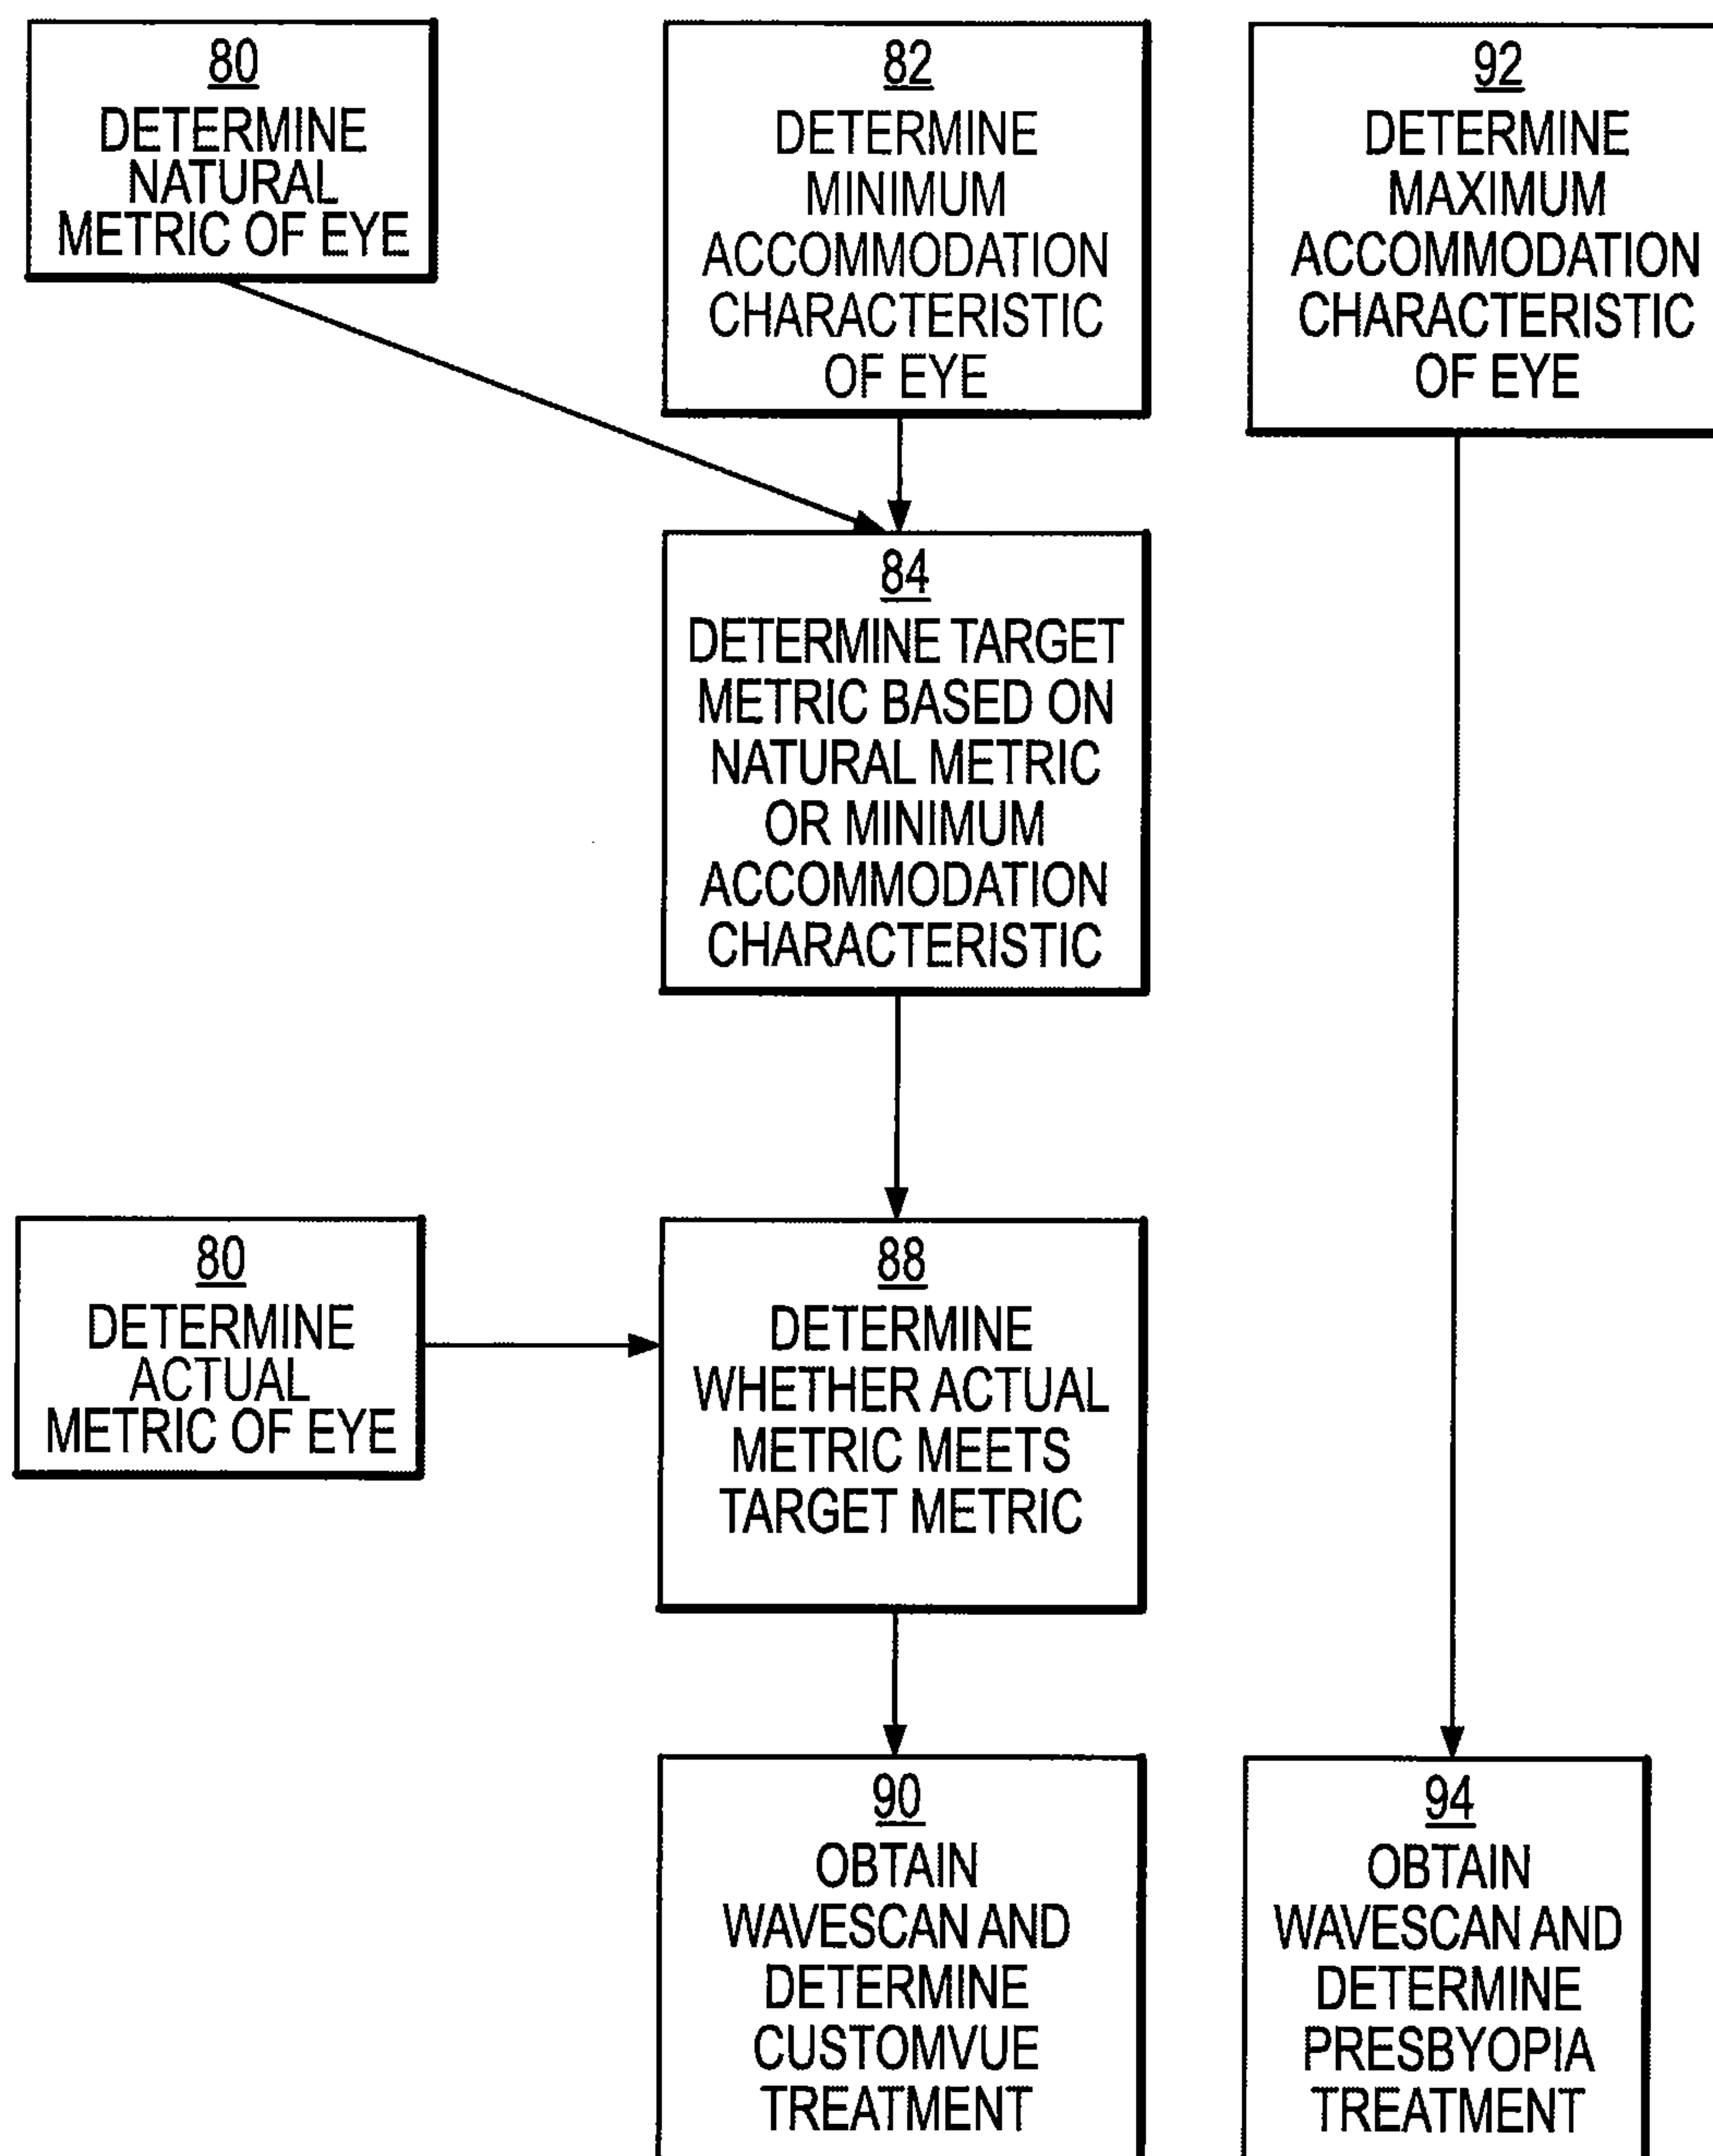 80
DETERMINE
NATURAL
METRIC OF EYE
82
DETERMINE
MINIMUM
ACCOMMODATION
CHARACTERISTIC
OF EYE
92
DETERMINE
MAXIMUM
ACCOMMODATION
CHARACTERISTIC
OF EYE
84
DETERMINE TARGET
METRIC BASED ON
NATURAL METRIC
OR MINIMUM
ACCOMMODATION
CHARACTERISTIC
80
DETERMINE
ACTUAL
METRIC OF EYE
88
DETERMINE
WHETHER ACTUAL
METRIC MEETS
TARGET METRIC
90
OBTAIN
WAVESCAN AND
DETERMINE
CUSTOMVUE
TREATMENT
94
OBTAIN
WAVESCAN AND
DETERMINE
PRESBYOPIA
TREATMENT